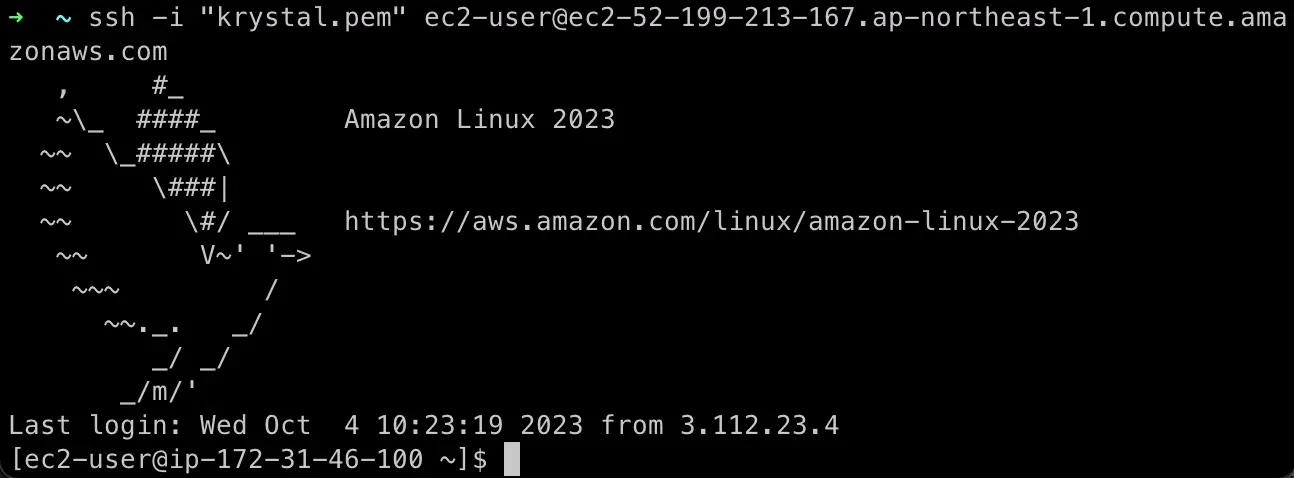 ➜  ~ ssh -i "krystal.pem" ec2-user@ec2-52-199-213-167.ap-northeast-1.compute.ama
zonaws.com
   ,     #_
   ~\_  ####_        Amazon Linux 2023
  ~~  \_#####\
  ~~     \###|
  ~~       \#/ ___   https://aws.amazon.com/linux/amazon-linux-2023
   ~~       V~' '->
    ~~~         /
      ~~._.   _/
         _/ _/
       _/m/'
Last login: Wed Oct  4 10:23:19 2023 from 3.112.23.4
[ec2-user@ip-172-31-46-100 ~]$